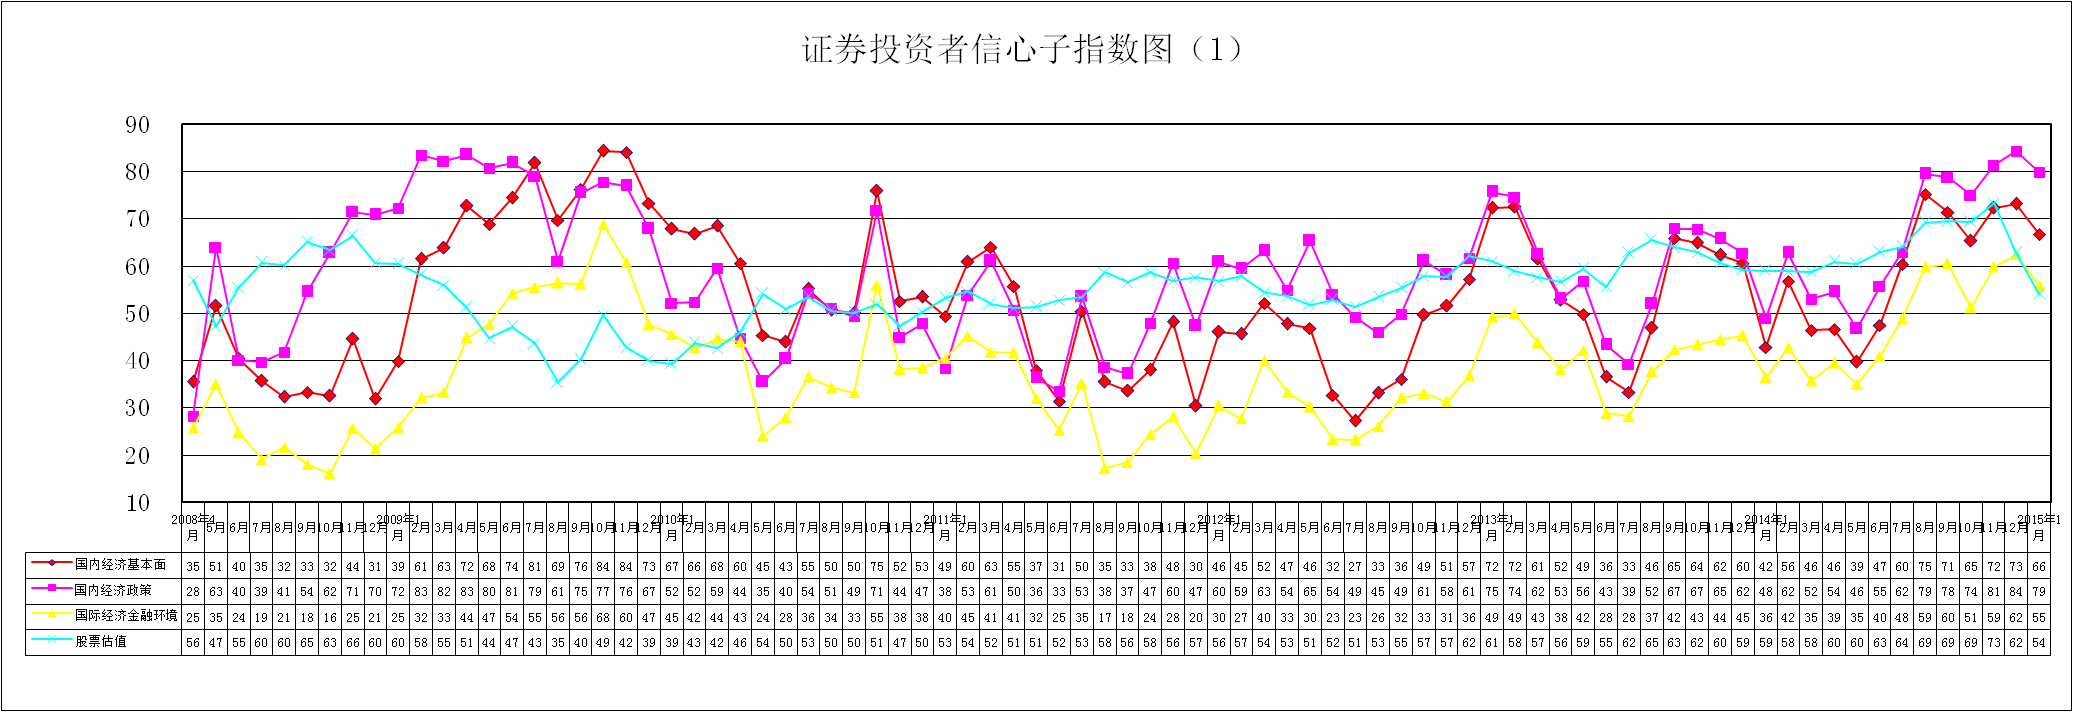 证券投资者信心子指数图（1）
90
80
70
60
50
40
30
20
10
2008年4月 5月 6月 7月 8月 9月 10月 11月 12月 2009年1月 2月 3月 4月 5月 6月 7月 8月 9月 10月 11月 12月 2010年1月 2月 3月 4月 5月 6月 7月 8月 9月 10月 11月 12月 2011年1月 2月 3月 4月 5月 6月 7月 8月 9月 10月 11月 12月 2012年1月 2月 3月 4月 5月 6月 7月 8月 9月 10月 11月 12月 2013年1月 2月 3月 4月 5月 6月 7月 8月 9月 10月 11月 12月 2014年1月 2月 3月 4月 5月 6月 7月 8月 9月 10月 11月 12月 2015年1月
国内经济基本面 35 51 40 35 32 33 32 44 31 39 61 63 72 68 74 81 69 76 84 84 73 67 66 68 60 45 43 55 50 50 75 52 53 49 60 63 55 37 31 50 35 33 38 48 30 46 45 52 47 46 32 27 33 36 49 51 57 72 72 61 52 49 36 33 46 65 64 62 60 42 56 46 46 39 47 60 75 71 65 72 73 66
国内经济政策 28 63 40 39 41 54 62 71 70 72 83 82 83 80 81 79 61 75 77 76 67 52 52 59 44 35 40 54 51 49 71 44 47 38 53 61 50 36 33 53 38 37 47 60 47 60 59 63 54 65 54 49 45 49 61 58 61 75 74 62 53 56 43 39 52 67 67 65 62 48 62 52 54 46 55 62 79 78 74 81 84 79
国际经济金融环境 25 35 24 19 21 18 16 25 21 25 32 33 44 47 54 55 56 56 68 60 47 45 42 44 43 24 28 36 34 33 55 38 38 40 45 41 41 32 25 35 17 18 24 28 20 30 27 40 33 30 23 23 26 32 33 31 36 49 49 43 38 42 28 28 37 42 43 44 45 36 42 35 39 35 40 48 59 60 51 59 62 55
股票估值 56 47 55 60 60 65 63 66 60 60 58 55 51 44 47 43 35 40 49 42 39 39 43 42 46 54 50 53 50 50 51 47 50 53 54 52 51 51 52 53 58 56 58 56 57 56 57 54 53 51 52 51 53 55 57 57 62 61 58 57 56 59 55 62 65 63 62 60 59 59 58 58 60 60 63 64 69 69 69 73 62 54